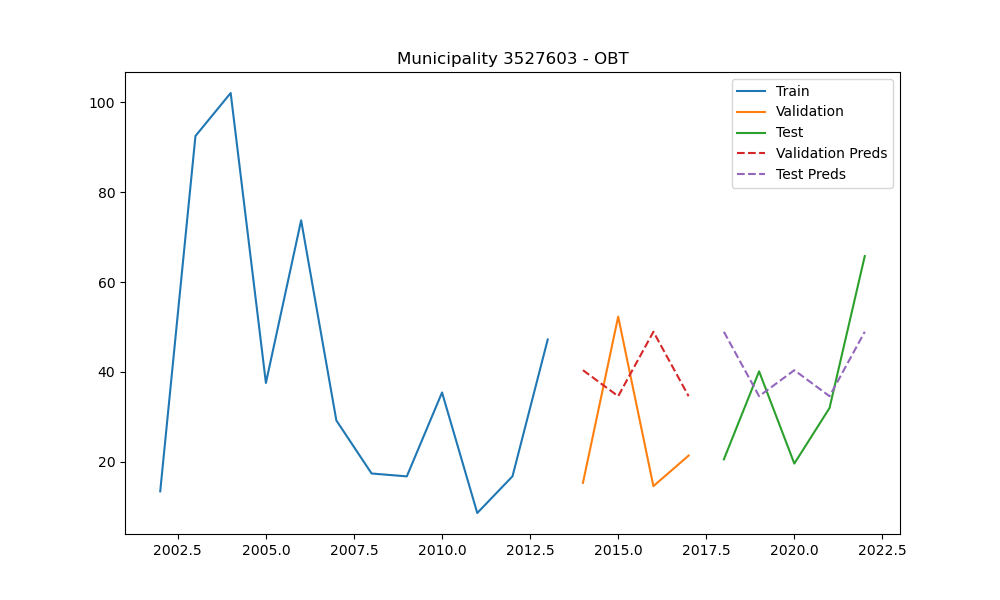 Municipality 3527603 - OBT
Train
Validation
Test
Validation Preds
Test Preds
100
80
60
40
20
2002.5 2005.0 2007.5 2010.0 2012.5 2015.0 2017.5 2020.0 2022.5